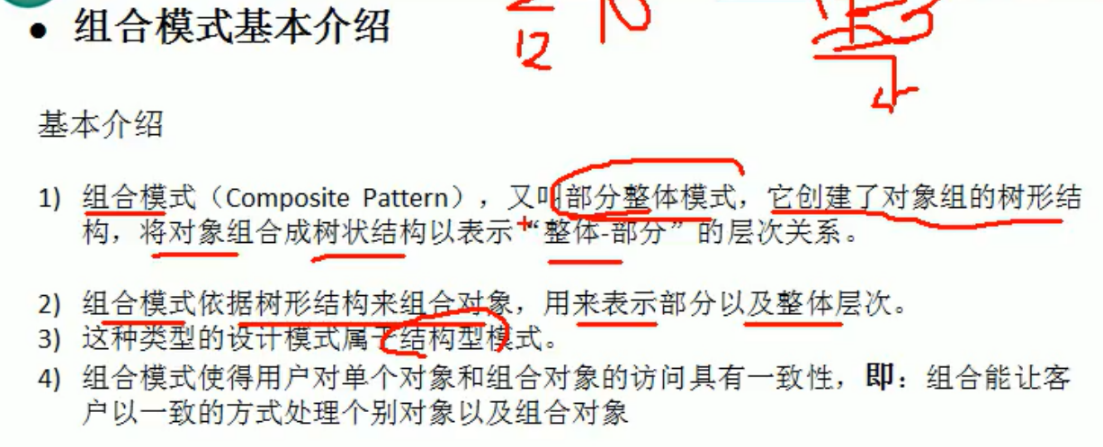 ● 组合模式基本介绍
12
4
基本介绍
1) 组合模式（Composite Pattern），又叫部分整体模式，它创建了对象组的树形结
构，将对象组合成树状结构以表示“整体-部分”的层次关系。
2) 组合模式依据树形结构来组合对象，用来表示部分以及整体层次。
3) 这种类型的设计模式属于结构型模式。
4) 组合模式使得用户对单个对象和组合对象的访问具有一致性，即：组合能让客
户以一致的方式处理个别对象以及组合对象